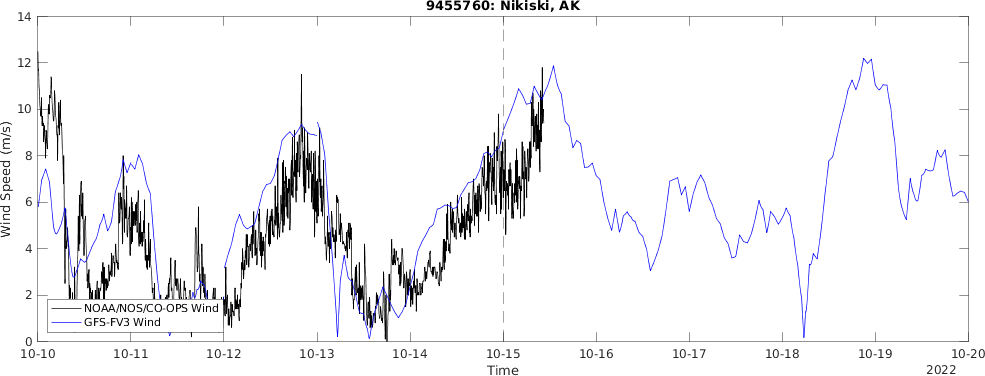 9455760: Nikiski, AK
14
12
10
8
6
4
2
0
Wind Speed (m/s)
NOAA/NOS/CO-OPS Wind
GFS-FV3 Wind
10-10 10-11 10-12 10-13 10-14 10-15 10-16 10-17 10-18 10-19 10-20
Time
2022